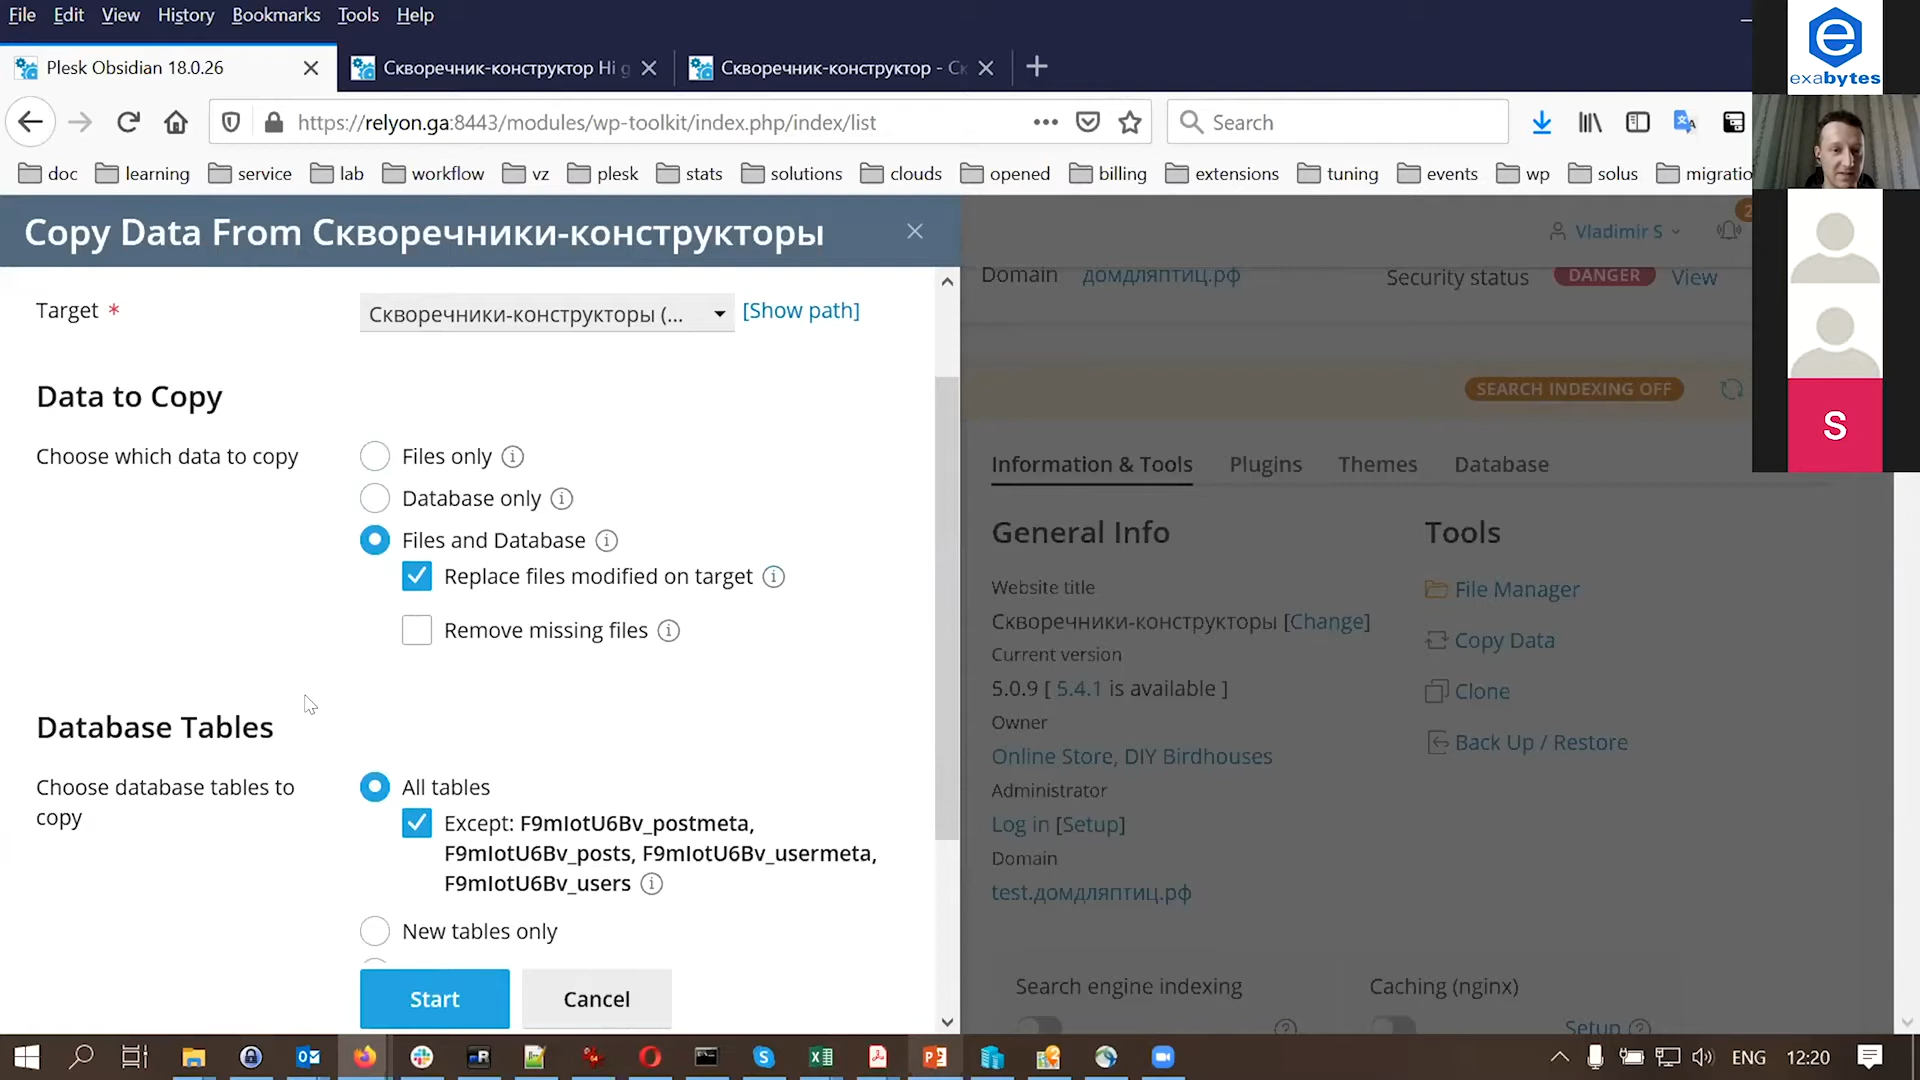 File Edit View History Bookmarks Tools Help
Plesk Obsidian 18.0.26
Скворечник-конструктор Hi g
Скворечник-конструктор - Ск
https://relyon.ga:8443/modules/wp-toolkit/index.php/index/list
Search
doc learning service lab workflow vz plesk stats solutions clouds opened billing extensions tuning events wp solus migratio
exabytes
S
Copy Data From Скворечники-конструкторы
Target *
Скворечники-конструкторы (...
[Show path]
Data to Copy
Choose which data to copy
Files only
Database only
Files and Database
Replace files modified on target
Remove missing files
Database Tables
Choose database tables to
copy
All tables
Except: F9mIotU6Bv_postmeta,
F9mIotU6Bv_posts, F9mIotU6Bv_usermeta,
F9mIotU6Bv_users
New tables only
Start
Cancel
Vladimir S
2
Domain домдляптиц.рф
Security status DANGER View
SEARCH INDEXING OFF
Information & Tools Plugins Themes Database
General Info
Website title
Скворечники-конструкторы [Change]
Current version
5.0.9 [ 5.4.1 is available ]
Owner
Online Store, DIY Birdhouses
Administrator
Log in [Setup]
Domain
test.домдляптиц.рф
Tools
File Manager
Copy Data
Clone
Back Up / Restore
Search engine indexing
Caching (nginx)
Setup
ENG 12:20